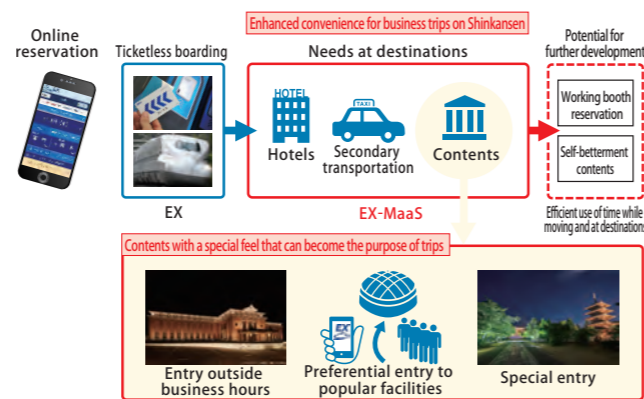 Enhanced convenience for business trips on Shinkansen
Online
reservation
Ticketless boarding
Needs at destinations
Potential for
further development
HOTEL
TAXI
Hotels
Secondary
transportation
Contents
Working booth
reservation
Self-betterment
contents
EX
EX-MaaS
Efficient use of time while
moving and at destinations
Contents with a special feel that can become the purpose of trips
EX
Entry outside
business hours
Preferential entry to
popular facilities
Special entry